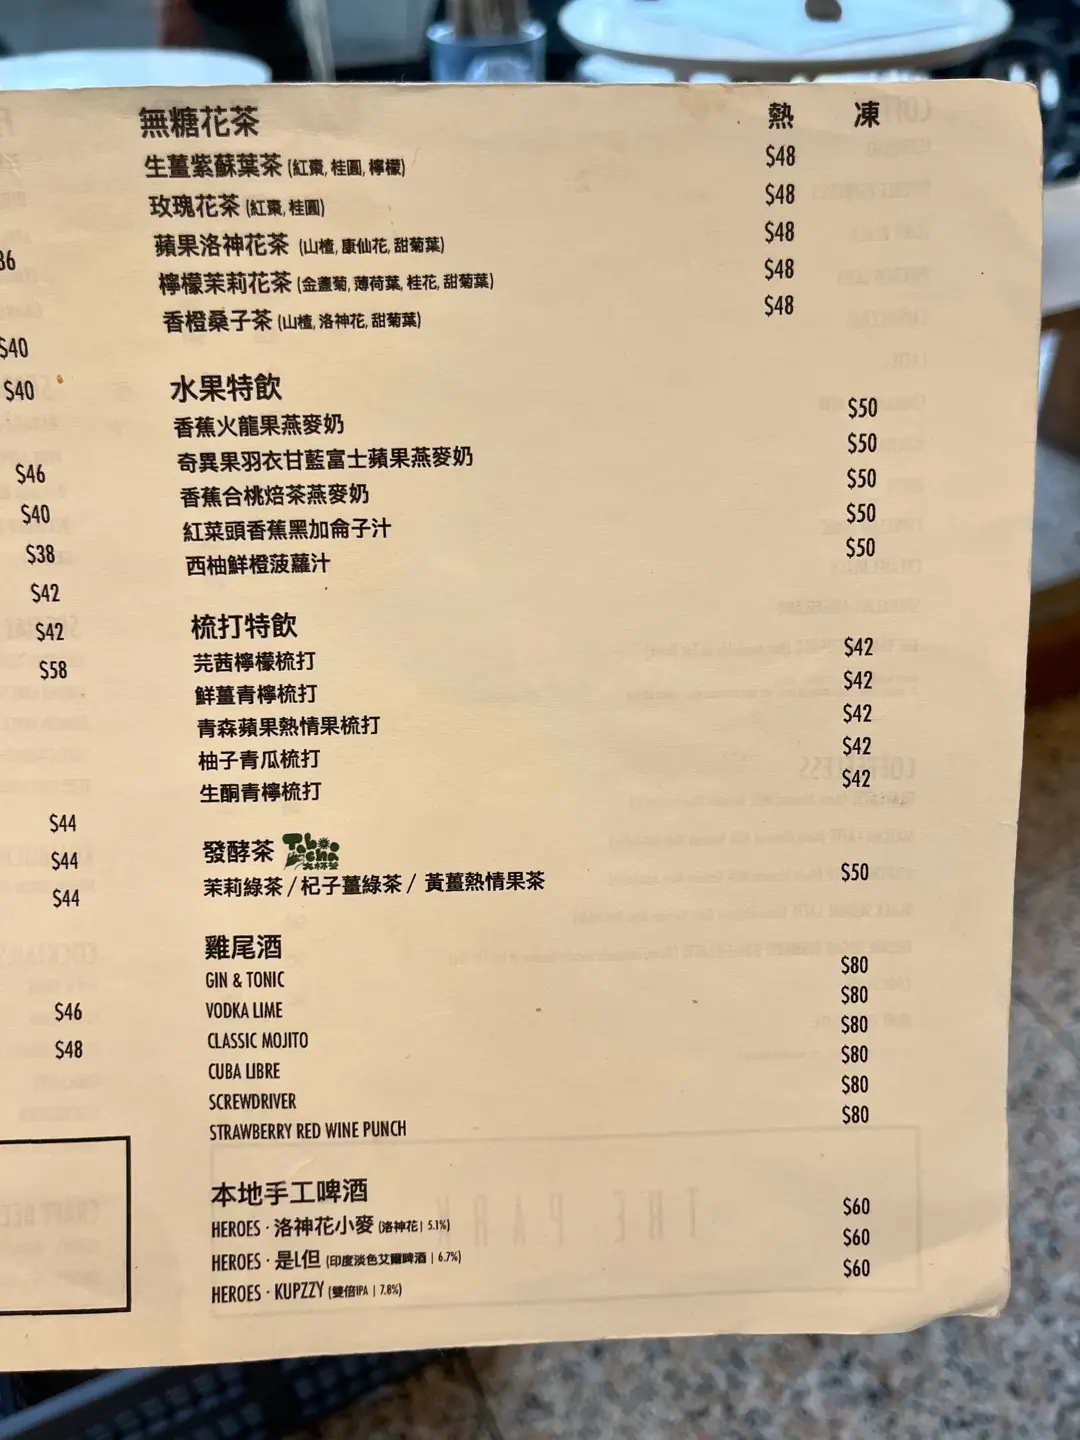 無糖花茶 熱 凍
生薑紫蘇葉茶 (紅棗, 桂圓, 檸檬) $48
玫瑰花茶 (紅棗, 桂圓) $48
蘋果洛神花茶 (山楂, 康仙花, 甜菊葉) $48
檸檬茉莉花茶 (金盞菊, 薄荷葉, 桂花, 甜菊葉) $48
香橙桑子茶 (山楂, 洛神花, 甜菊葉) $48
水果特飲
香蕉火龍果燕麥奶 $50
奇異果羽衣甘藍富士蘋果燕麥奶 $50
香蕉合桃焙茶燕麥奶 $50
紅菜頭香蕉黑加侖子汁 $50
西柚鮮橙菠蘿汁 $50
梳打特飲
芫茜檸檬梳打 $42
鮮薑青檸梳打 $42
青森蘋果熱情果梳打 $42
柚子青瓜梳打 $42
生酮青檸梳打 $42
發酵茶 Taboocha 大杯茶
茉莉綠茶 / 杞子薑綠茶 / 黃薑熱情果茶 $50
雞尾酒
GIN & TONIC $80
VODKA LIME $80
CLASSIC MOJITO $80
CUBA LIBRE $80
SCREWDRIVER $80
STRAWBERRY RED WINE PUNCH $80
本地手工啤酒
HEROES · 洛神花小麥 (洛神花 | 5.1%) $60
HEROES · 是L但 (印度淡色艾爾啤酒 | 6.7%) $60
HEROES · KUPZZY (雙倍IPA | 7.8%) $60
$40
$40
$46
$40
$38
$42
$42
$58
$44
$44
$44
$46
$48